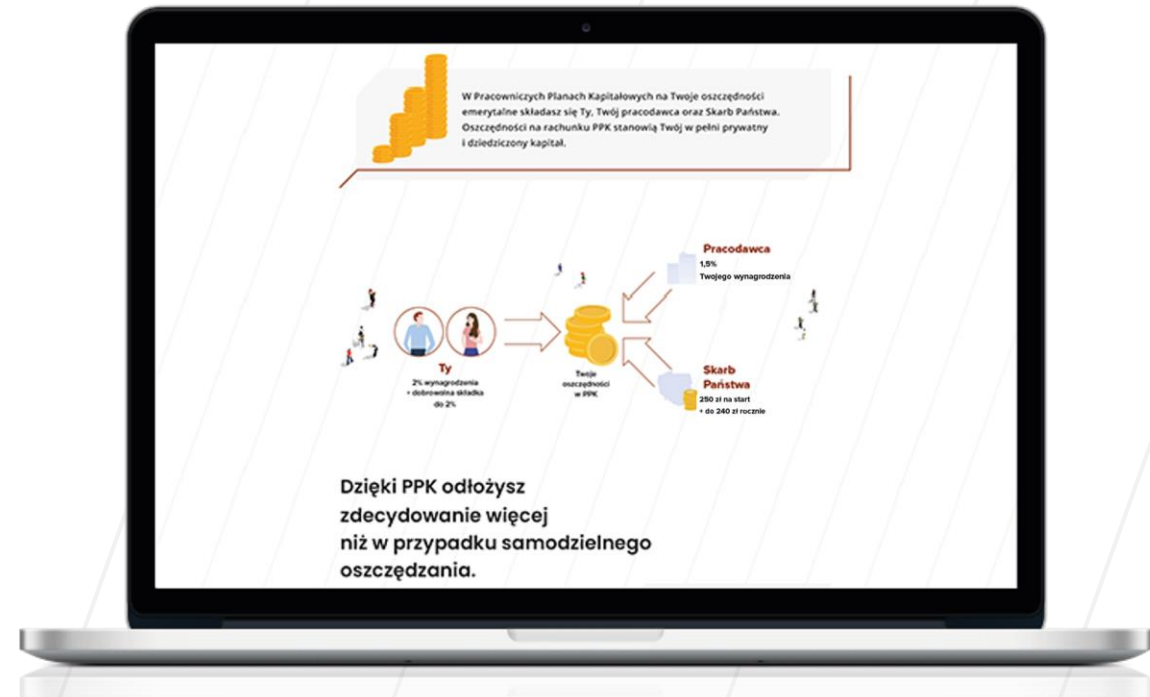 W Pracowniczych Planach Kapitałowych na Twoje oszczędności
emerytalne składasz się Ty, Twój pracodawca oraz Skarb Państwa.
Oszczędności na rachunku PPK stanowią Twój w pełni prywatny
i dziedziczony kapitał.
Pracodawca
1,5%
Twojego wynagrodzenia
Ty
2% wynagrodzenia
+ dobrowolna składka
do 2%
Twoje
oszczędności
w PPK
Skarb
Państwa
250 zł na start
+ do 240 zł rocznie
Dzięki PPK odłożysz
zdecydowanie więcej
niż w przypadku samodzielnego
oszczędzania.